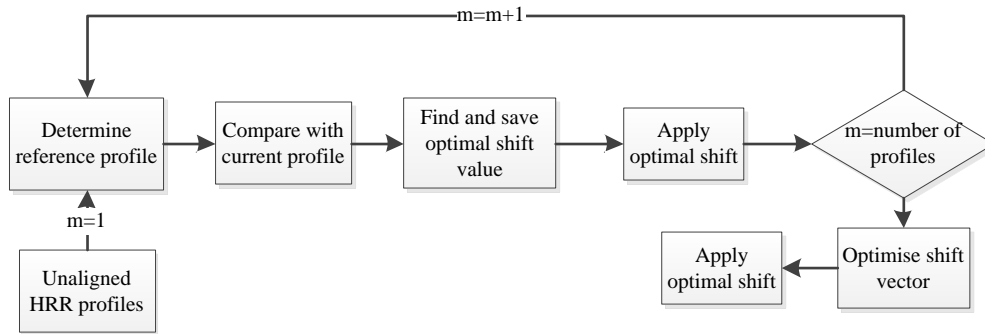 m=m+1
Determine
reference profile
Compare with
current profile
Find and save
optimal shift
value
Apply
optimal shift
m=number of
profiles
m=1
Unaligned
HRR profiles
Apply
optimal shift
Optimise shift
vector